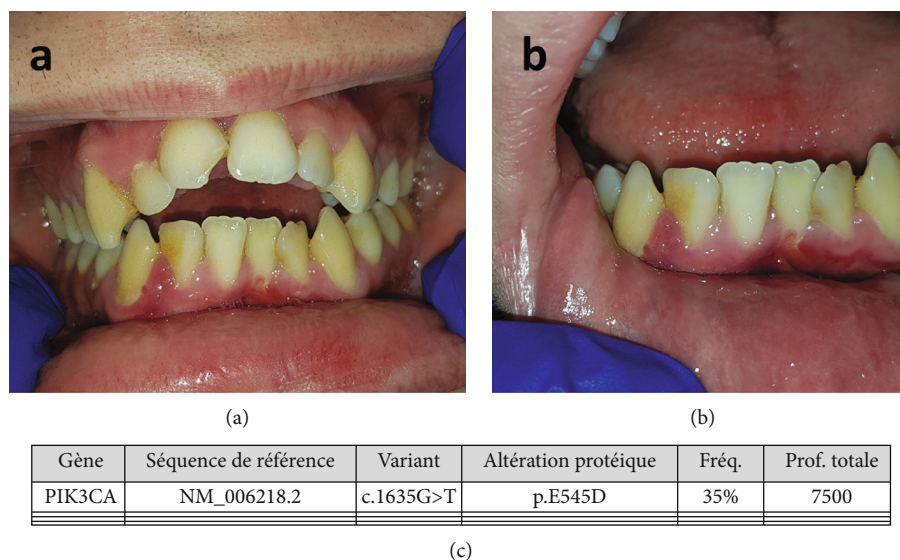 a
b
(a)
(b)
Gène Séquence de référence Variant Altération protéique Fréq. Prof. totale
PIK3CA NM_006218.2 c.1635G>T p.E545D 35% 7500
(c)